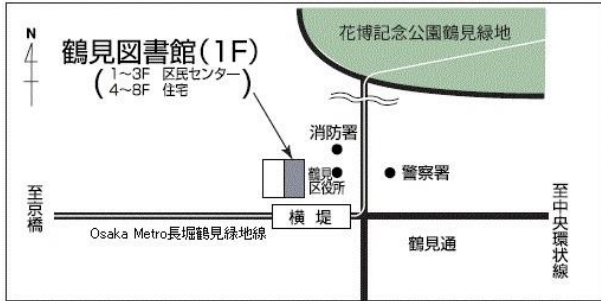 N
花博記念公園鶴見緑地
鶴見図書館(1F)
(1~3F 区民センター
4~8F 住宅)
消防署
鶴見
区役所
警察署
至京橋
至中央環状線
横堤
Osaka Metro長堀鶴見緑地線
鶴見通